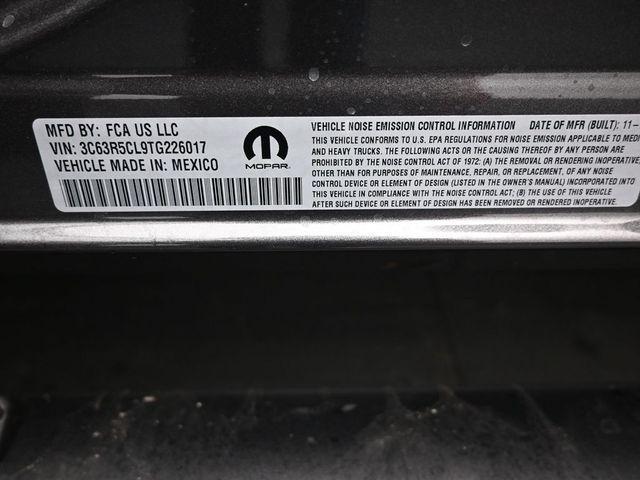 MFD BY: FCA US LLC
VIN: 3C63R5CL9TG226017
VEHICLE MADE IN: MEXICO
MOPAR
VEHICLE NOISE EMISSION CONTROL INFORMATION DATE OF MFR (BUILT): 11-
THIS VEHICLE CONFORMS TO U.S. EPA REGULATIONS FOR NOISE EMISSION APPLICABLE TO MEDI
AND HEAVY TRUCKS. THE FOLLOWING ACTS OR THE CAUSING THEREOF BY ANY PERSON
ARE PROHIBITED BY THE NOISE CONTROL ACT OF 1972: (A) THE REMOVAL OR RENDERING
OTHER THAN FOR PURPOSES OF MAINTENANCE, REPAIR, OR REPLACEMENT, OF ANY NOISE
CONTROL DEVICE OR ELEMENT OF DESIGN (LISTED IN THE OWNER'S MANUAL) INCORPORATED INTO
THIS VEHICLE IN COMPLIANCE WITH THE NOISE CONTROL ACT; (B) THE USE OF THIS VEHICLE
AFTER SUCH DEVICE OR ELEMENT OF DESIGN HAS BEEN REMOVED OR RENDERED INOPERATIVE.